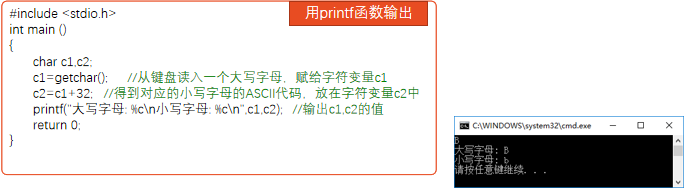 用printf函数输出
#include <stdio.h>
int main ()
{
char c1,c2;
c1=getchar(); //从键盘读入一个大写字母，赋给字符变量c1
c2=c1+32; //得到对应的小写字母的ASCII代码，放在字符变量c2中
printf("大写字母: %c\n小写字母: %c\n",c1,c2); //输出c1,c2的值
return 0;
}
C:\WINDOWS\system32\cmd.exe
B
大写字母: B
小写字母: b
请按任意键继续. . .